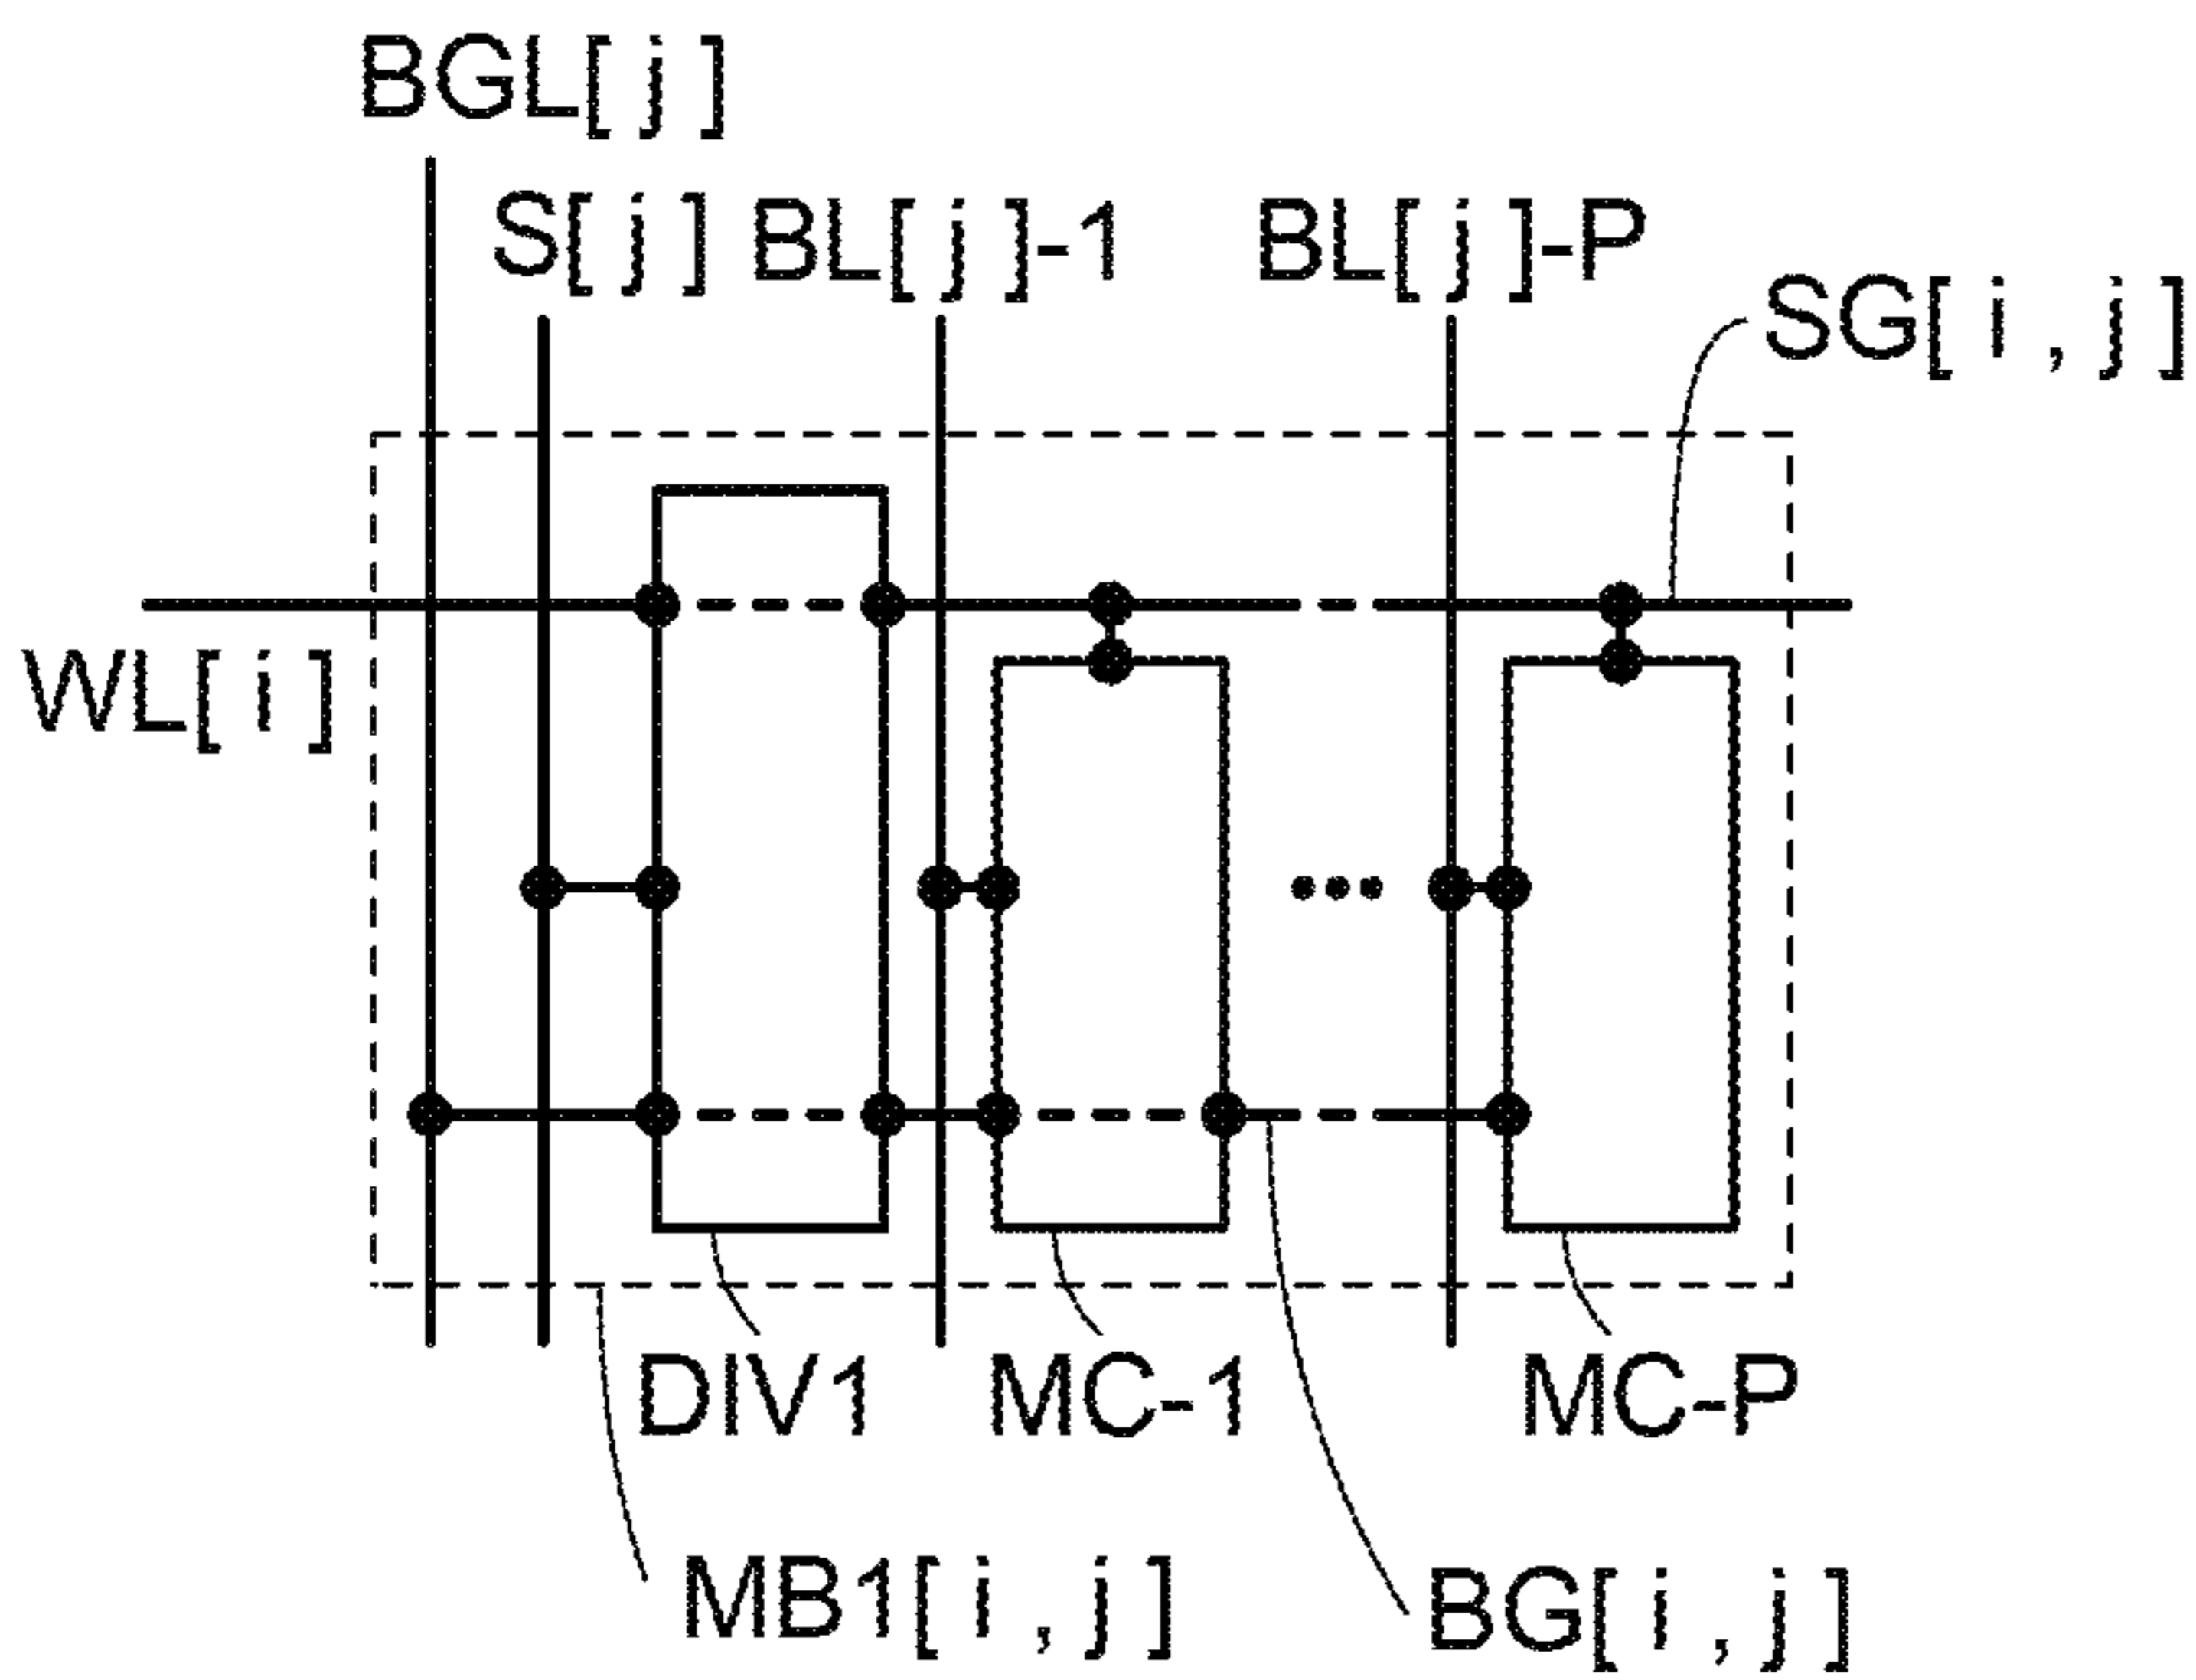 BGL[ j ]
S[ j ] BL[ j ]-1 BL[ j ]-P
SG[ i , j ]
WL[ i ]
DIV1 MC-1 MC-P
MB1[ i , j ] BG[ i , j ]